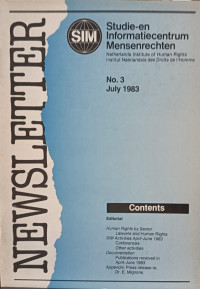 NEWSLETTER
SIM
Studie-en
Informatiecentrum
Mensenrechten
Netherlands Institute of Human Rights
Institut Néerlandais des Droits de l'Homme
No. 3
July 1983
Contents
Editorial
Human Rights by Sector
Lawyers and Human Rights
SIM Activities April-June 1983
Conferences
Other activities
Documentation
Publications received in
April-June 1983
Appendix: Press release re.
Dr. E. Mignone